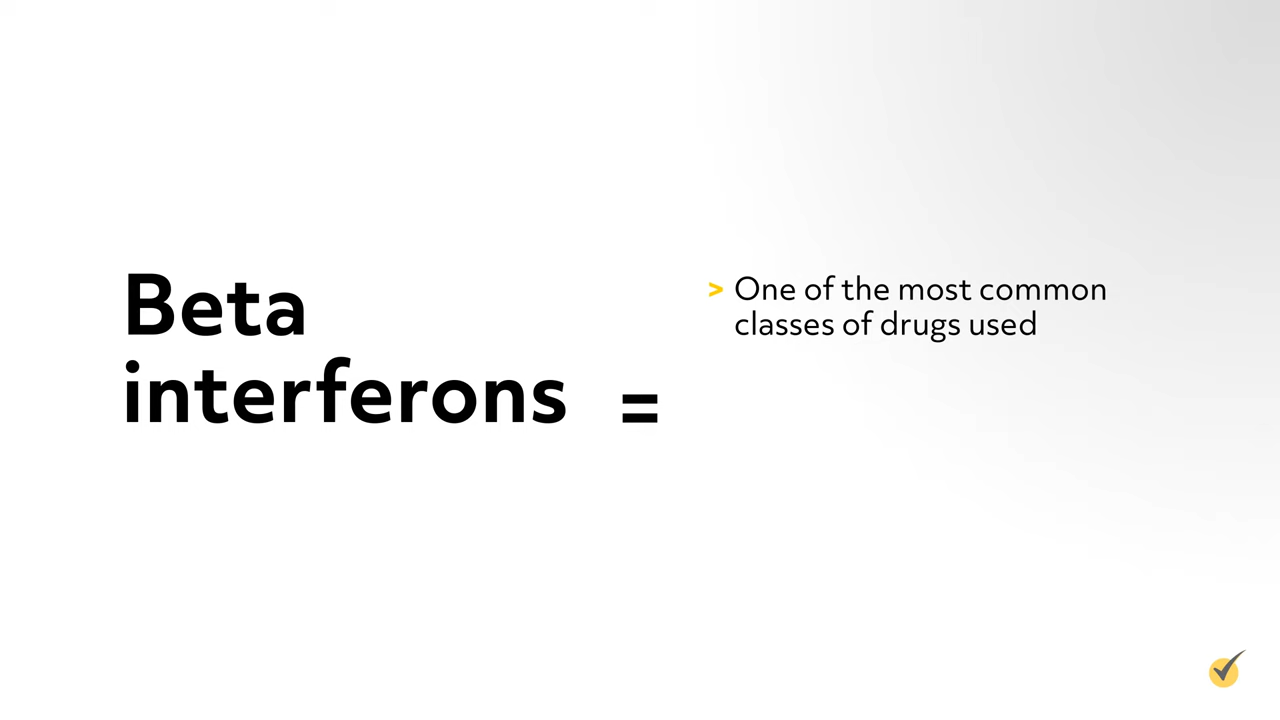 Beta
interferons =
> One of the most common
classes of drugs used